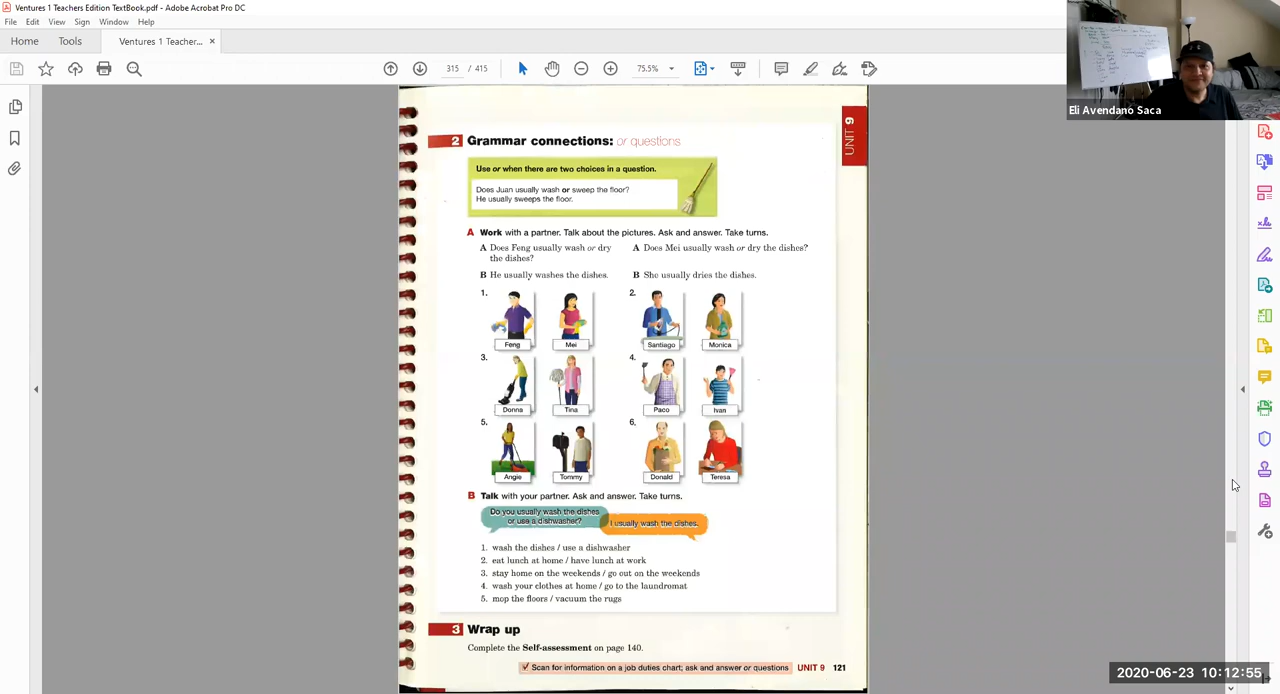 Ventures 1 Teachers Edition TextBook.pdf - Adobe Acrobat Pro DC
File Edit View Sign Window Help
Home Tools Ventures 1 Teacher... ×
315 / 415 75.5%
Eli Avendano Saca
UNIT 9
2 Grammar connections: or questions
Use or when there are two choices in a question.
Does Juan usually wash or sweep the floor?
He usually sweeps the floor.
A Work with a partner. Talk about the pictures. Ask and answer. Take turns.
A Does Feng usually wash or dry
the dishes?
B He usually washes the dishes.
A Does Mei usually wash or dry the dishes?
B She usually dries the dishes.
1.
Feng
Mei
2.
Santiago
Monica
3.
Donna
Tina
4.
Paco
Ivan
5.
Angie
Tommy
6.
Donald
Teresa
B Talk with your partner. Ask and answer. Take turns.
Do you usually wash the dishes
or use a dishwasher?
I usually wash the dishes.
1. wash the dishes / use a dishwasher
2. eat lunch at home / have lunch at work
3. stay home on the weekends / go out on the weekends
4. wash your clothes at home / go to the laundromat
5. mop the floors / vacuum the rugs
3 Wrap up
Complete the Self-assessment on page 140.
✓ Scan for information on a job duties chart; ask and answer or questions UNIT 9 121
2020-06-23 10:12:55